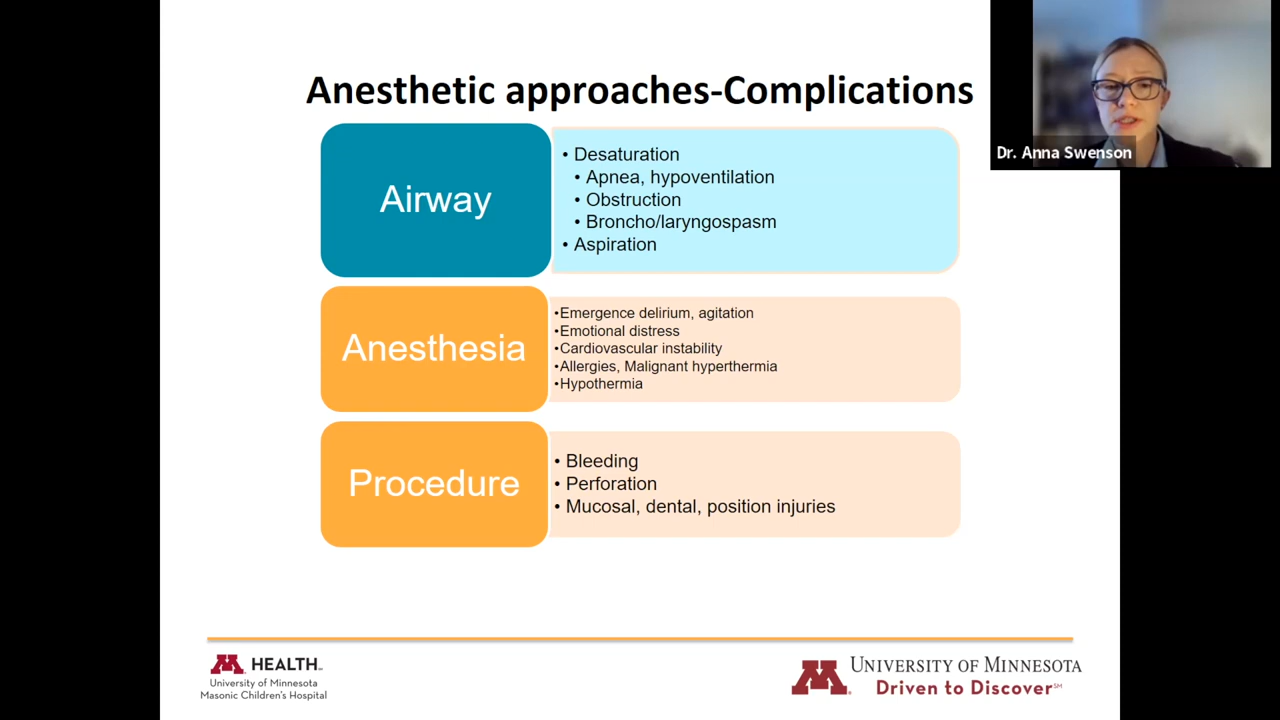 Anesthetic approaches-Complications
Dr. Anna Swenson
Airway
• Desaturation
• Apnea, hypoventilation
• Obstruction
• Broncho/laryngospasm
• Aspiration
Anesthesia
•Emergence delirium, agitation
•Emotional distress
•Cardiovascular instability
•Allergies, Malignant hyperthermia
•Hypothermia
Procedure
• Bleeding
• Perforation
• Mucosal, dental, position injuries
M HEALTH
University of Minnesota
Masonic Children's Hospital
M UNIVERSITY OF MINNESOTA
Driven to Discover℠